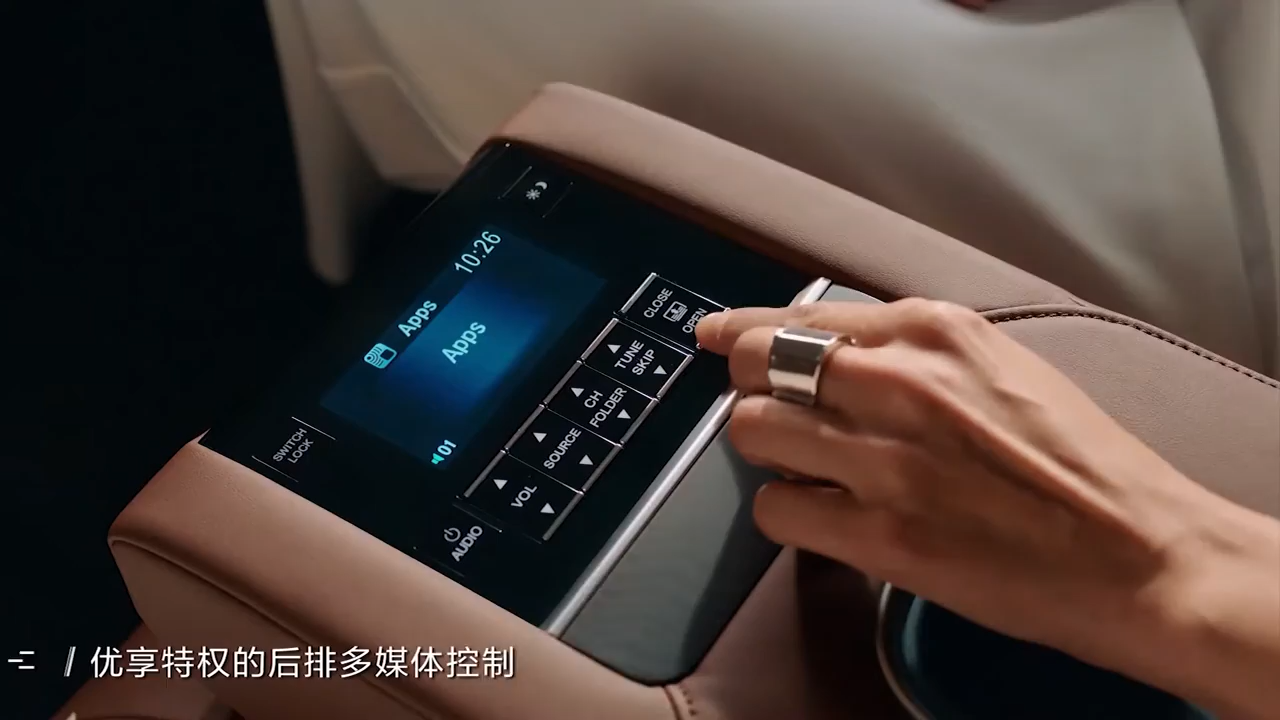 10:26
Apps
Apps
01
CLOSE
OPEN
TUNE
SKIP
CH
FOLDER
SOURCE
VOL
SWITCH
LOCK
AUDIO
优享特权的后排多媒体控制